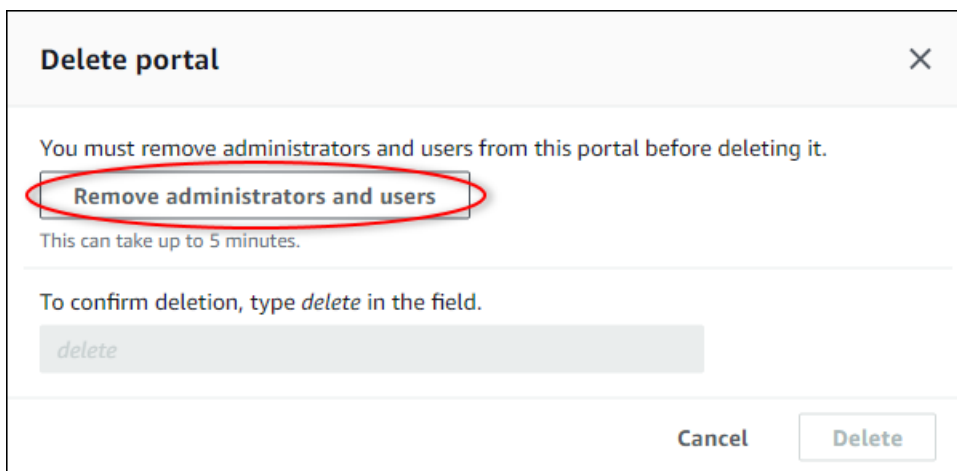 Delete portal
You must remove administrators and users from this portal before deleting it.
Remove administrators and users
This can take up to 5 minutes.
To confirm deletion, type delete in the field.
delete
Cancel Delete